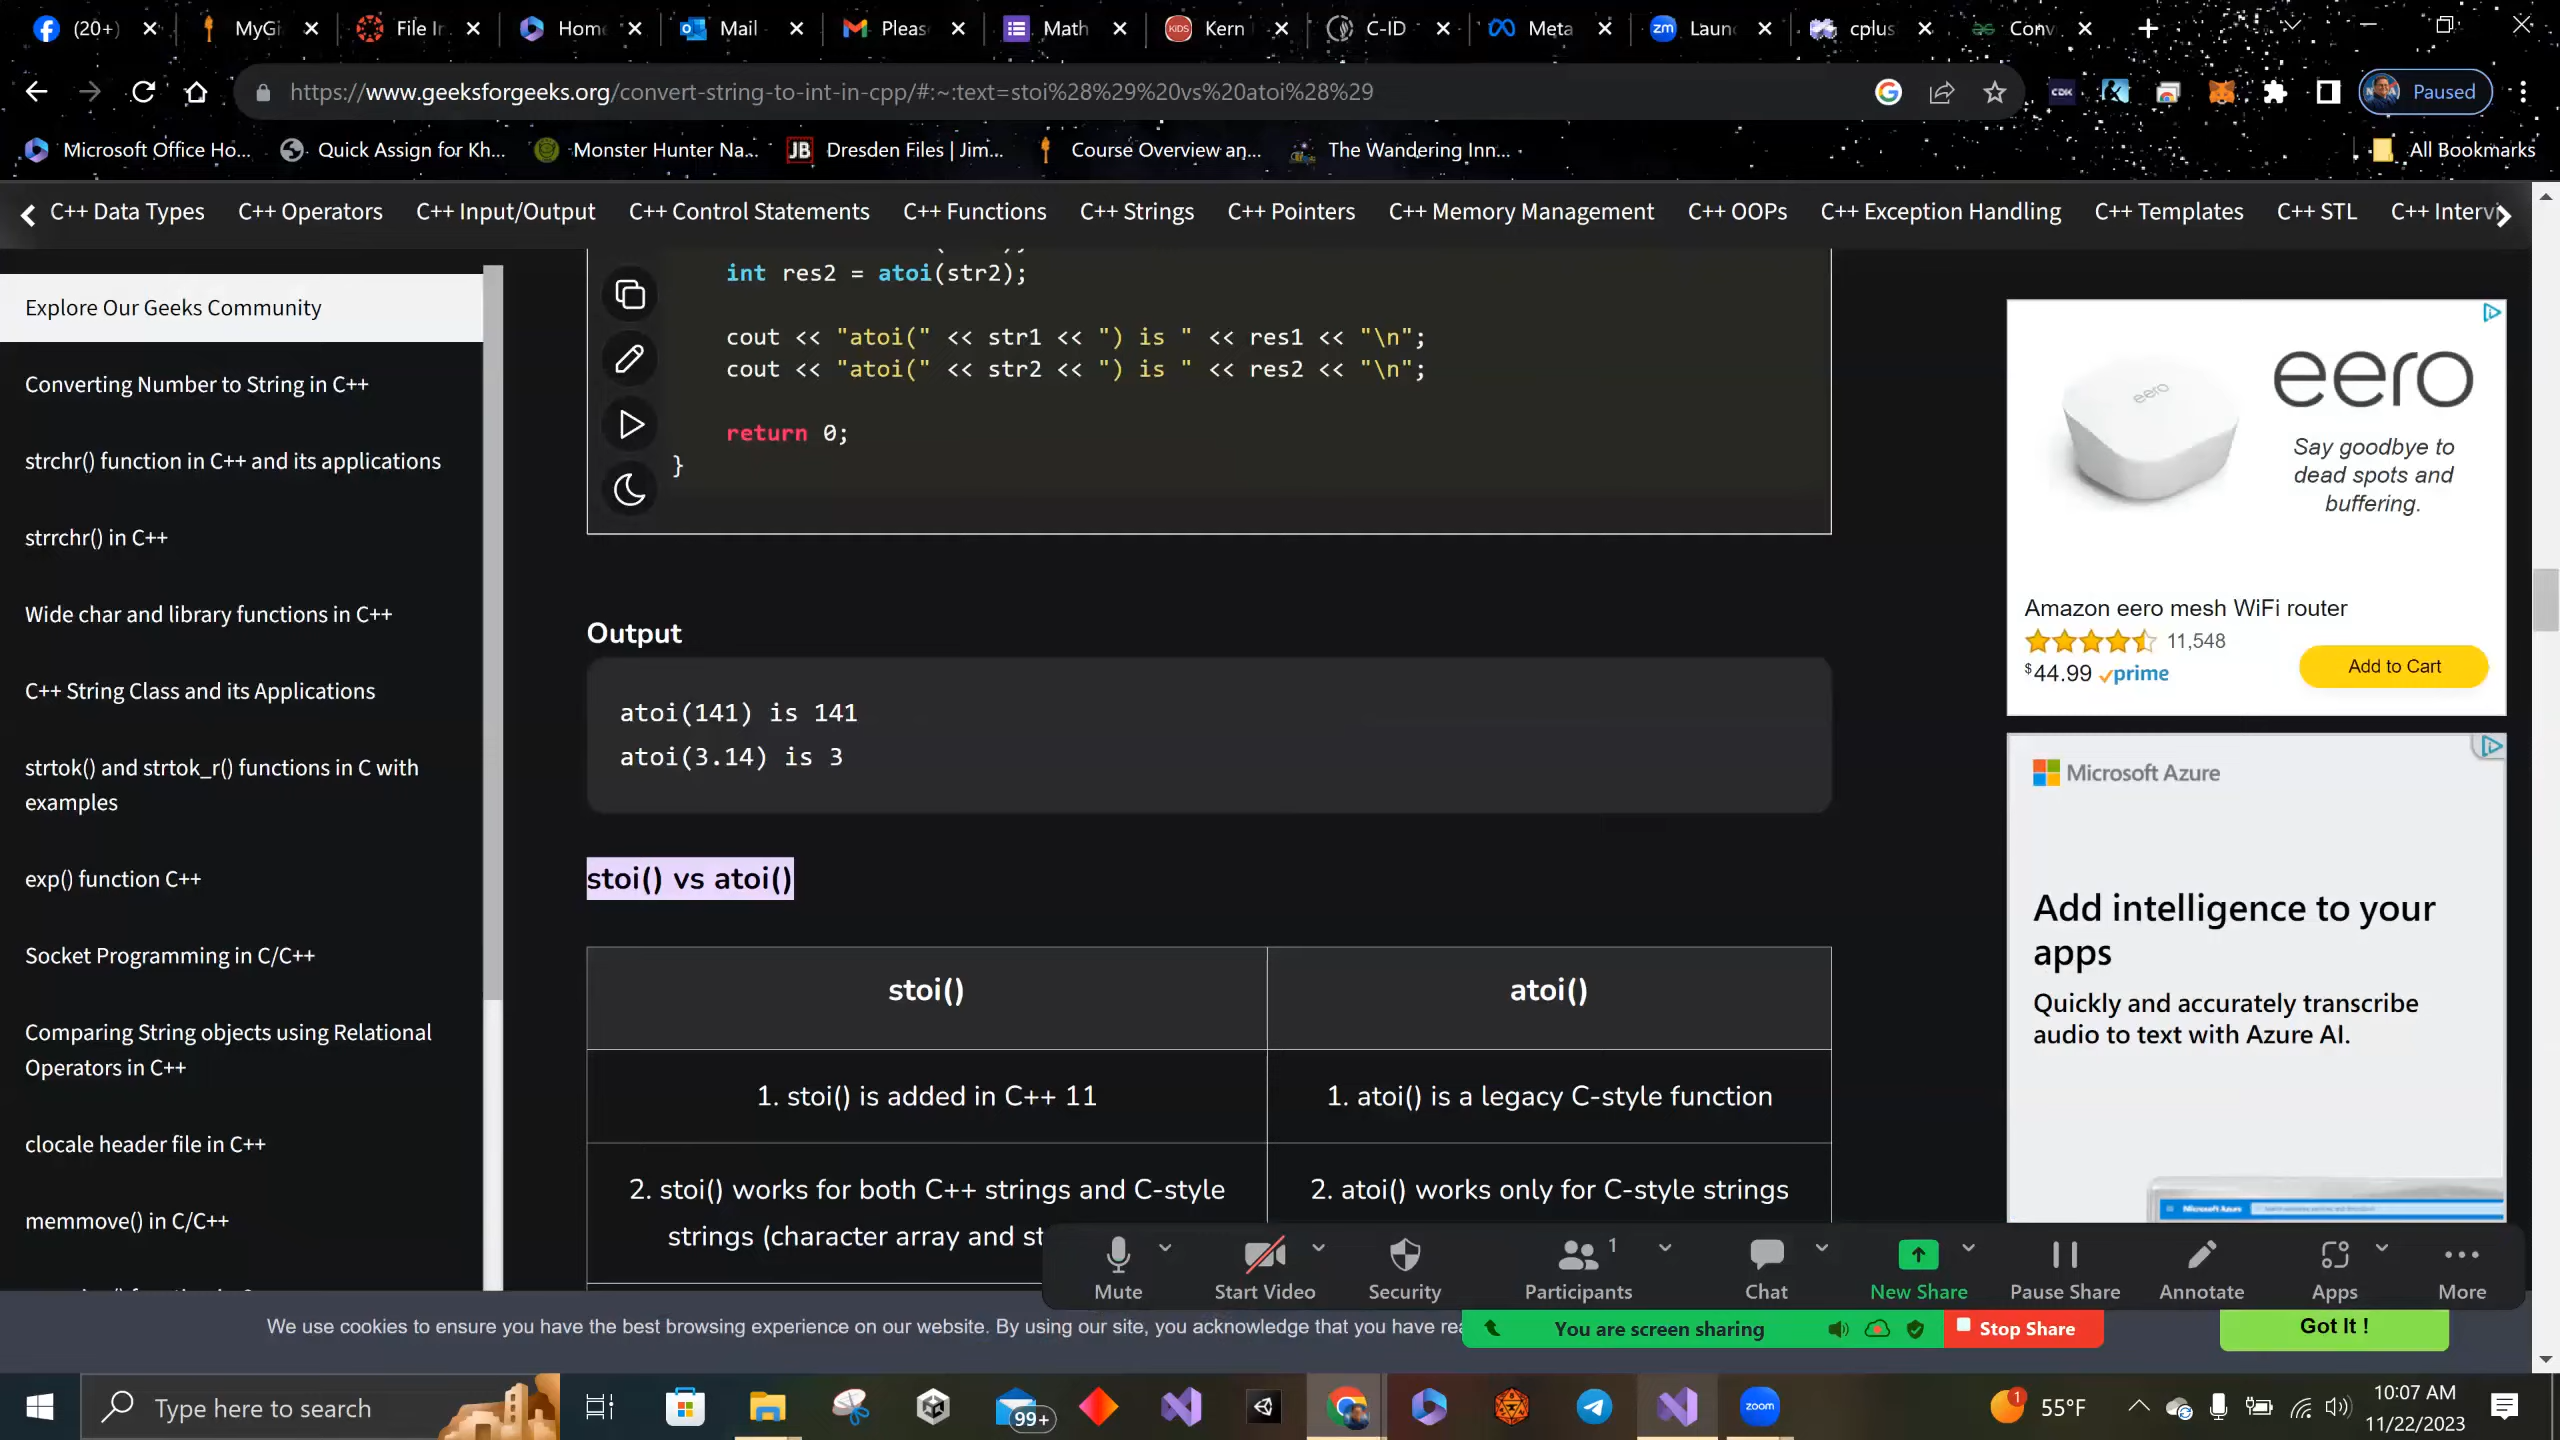 (20+)
MyGi
File Ir
Home
Mail
Pleas
Math
KIDS
Kern
C-ID
Meta
zm
Laun
cplus
Conv
https://www.geeksforgeeks.org/convert-string-to-int-in-cpp/#:~:text=stoi%28%29%20vs%20atoi%28%29
CDK
Paused
Microsoft Office Ho...
Quick Assign for Kh...
Monster Hunter Na...
JB
Dresden Files | Jim...
Course Overview an...
The Wandering Inn...
All Bookmarks
C++ Data Types
C++ Operators
C++ Input/Output
C++ Control Statements
C++ Functions
C++ Strings
C++ Pointers
C++ Memory Management
C++ OOPs
C++ Exception Handling
C++ Templates
C++ STL
C++ Intervi
Explore Our Geeks Community
Converting Number to String in C++
strchr() function in C++ and its applications
strrchr() in C++
Wide char and library functions in C++
C++ String Class and its Applications
strtok() and strtok_r() functions in C with
examples
exp() function C++
Socket Programming in C/C++
Comparing String objects using Relational
Operators in C++
clocale header file in C++
memmove() in C/C++
int res2 = atoi(str2);
cout << "atoi(" << str1 << ") is " << res1 << "\n";
cout << "atoi(" << str2 << ") is " << res2 << "\n";
return 0;
}
Output
atoi(141) is 141
atoi(3.14) is 3
stoi() vs atoi()
stoi()
atoi()
1. stoi() is added in C++ 11
1. atoi() is a legacy C-style function
2. stoi() works for both C++ strings and C-style
strings (character array and st
2. atoi() works only for C-style strings
eero
eero
Say goodbye to
dead spots and
buffering.
Amazon eero mesh WiFi router
11,548
$44.99 prime
Add to Cart
Microsoft Azure
Add intelligence to your
apps
Quickly and accurately transcribe
audio to text with Azure AI.
Microsoft Azure
Mute
Start Video
Security
1
Participants
Chat
New Share
Pause Share
Annotate
Apps
More
We use cookies to ensure you have the best browsing experience on our website. By using our site, you acknowledge that you have rea
You are screen sharing
Stop Share
Got It !
Type here to search
99+
zoom
1
55°F
10:07 AM
11/22/2023